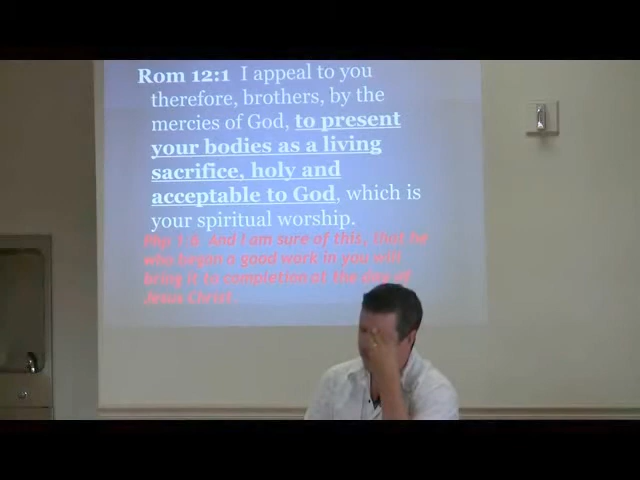 Rom 12:1 I appeal to you
therefore, brothers, by the
mercies of God, to present
your bodies as a living
sacrifice, holy and
acceptable to God, which is
your spiritual worship.
Php 1:6 And I am sure of this, that he
who began a good work in you will
bring it to completion at the day of
Jesus Christ.